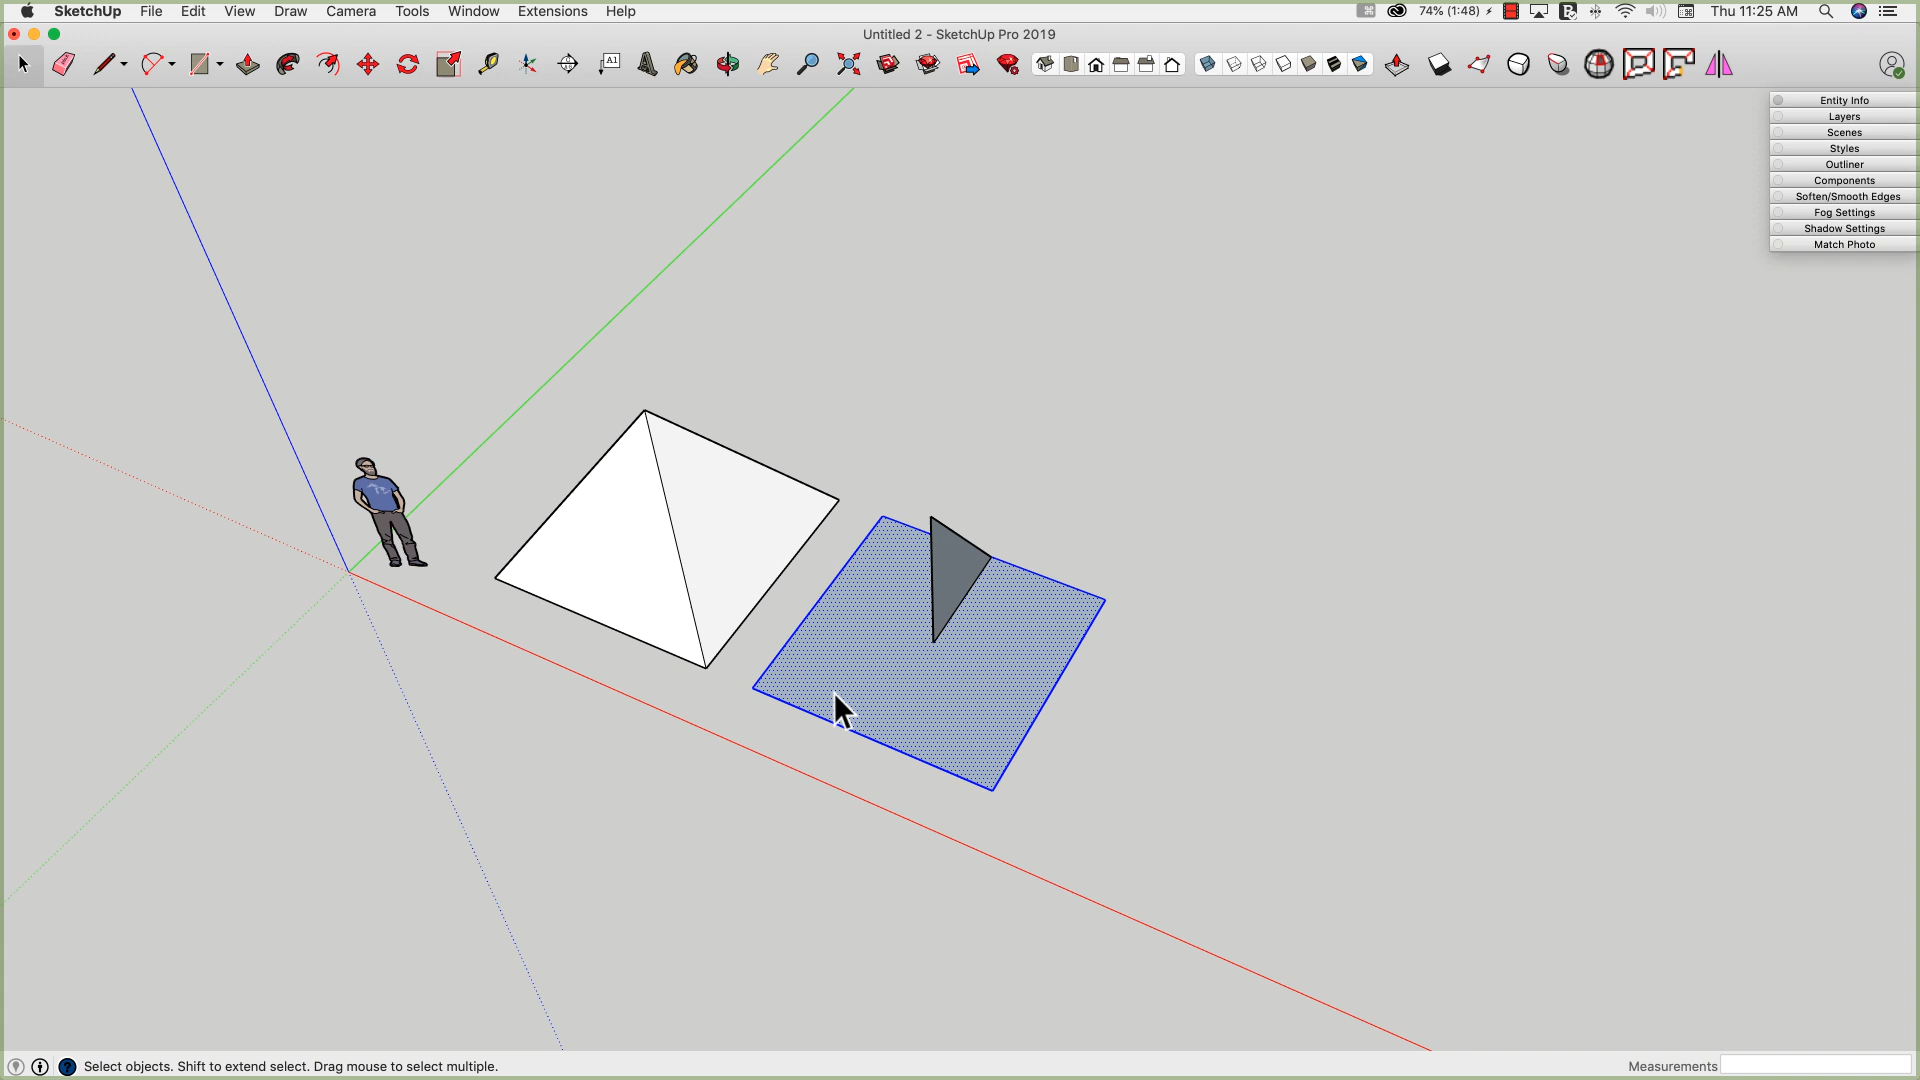 SketchUp File Edit View Draw Camera Tools Window Extensions Help 74% (1:48) Thu 11:25 AM
Untitled 2 - SketchUp Pro 2019
A1
Entity Info
Layers
Scenes
Styles
Outliner
Components
Soften/Smooth Edges
Fog Settings
Shadow Settings
Match Photo
Select objects. Shift to extend select. Drag mouse to select multiple. Measurements